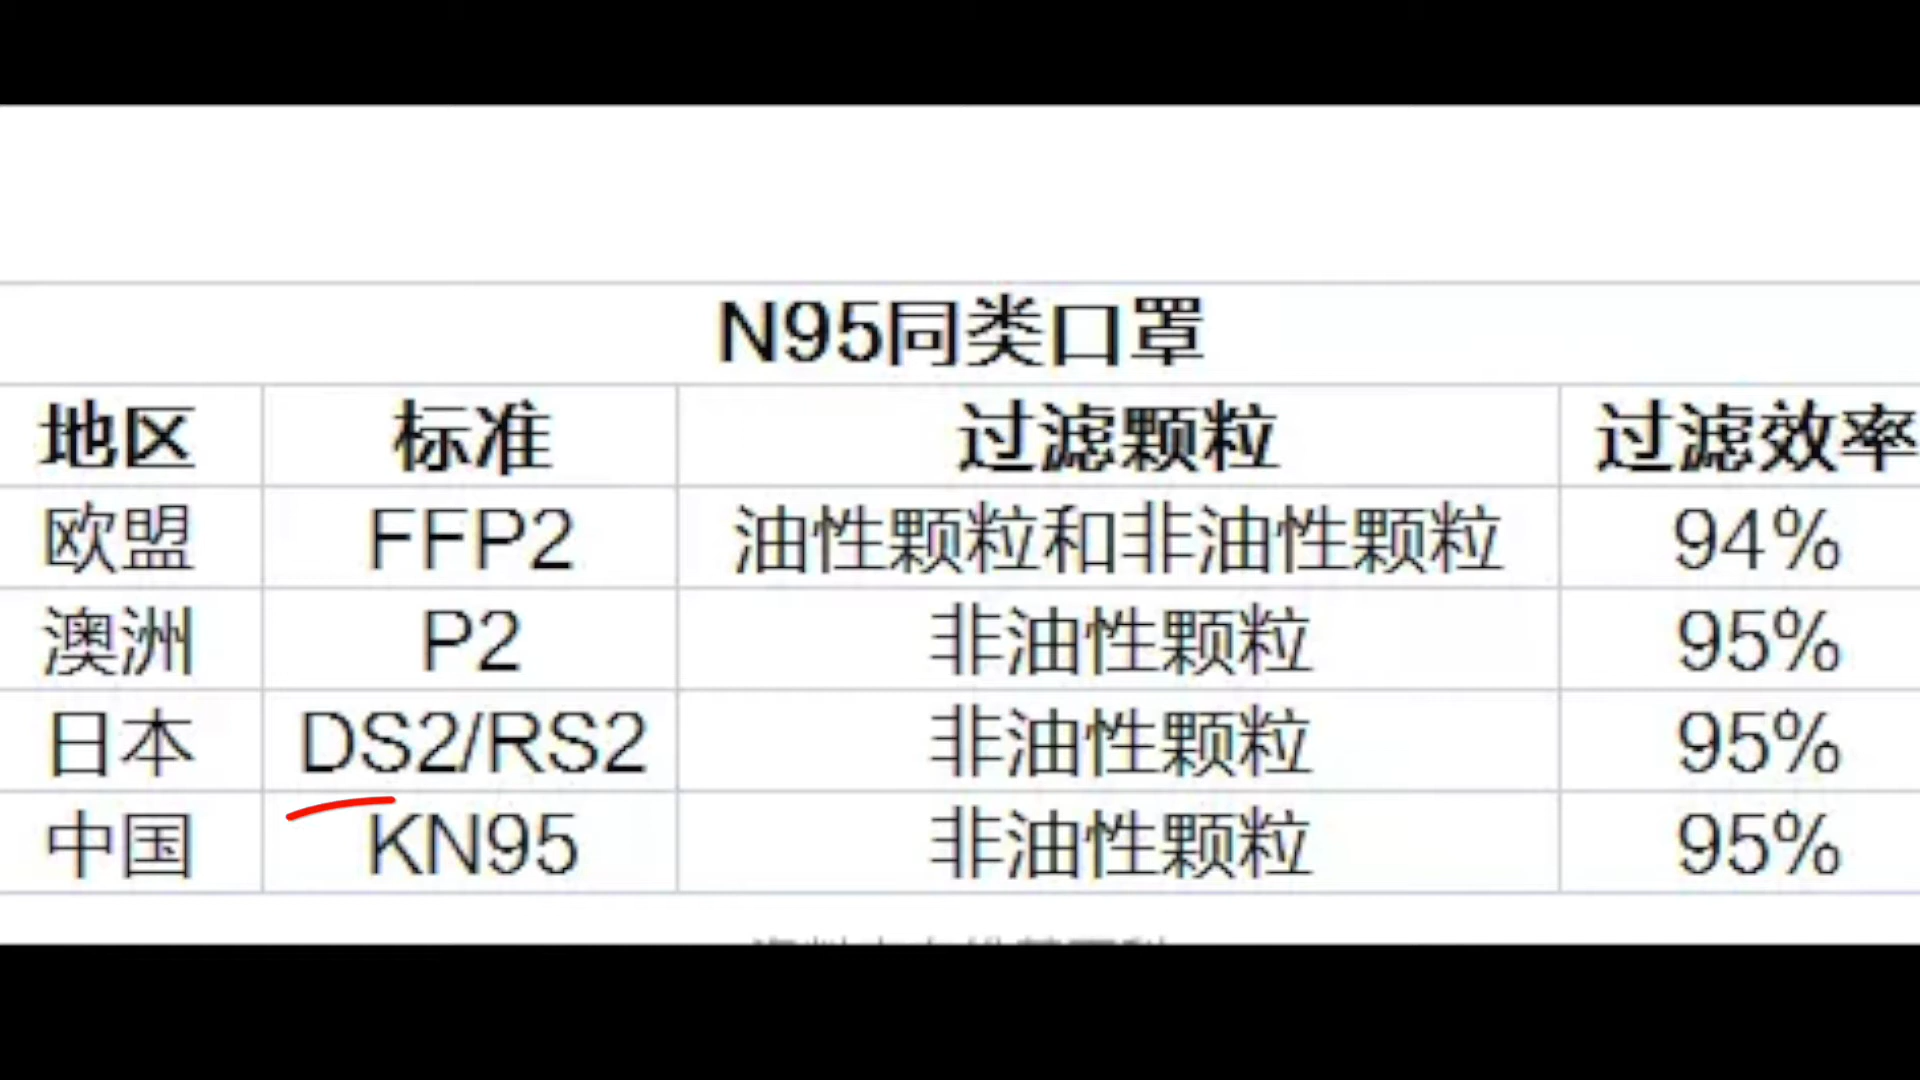 N95同类口罩
地区 标准 过滤颗粒 过滤效率
欧盟 FFP2 油性颗粒和非油性颗粒 94%
澳洲 P2 非油性颗粒 95%
日本 DS2/RS2 非油性颗粒 95%
中国 KN95 非油性颗粒 95%